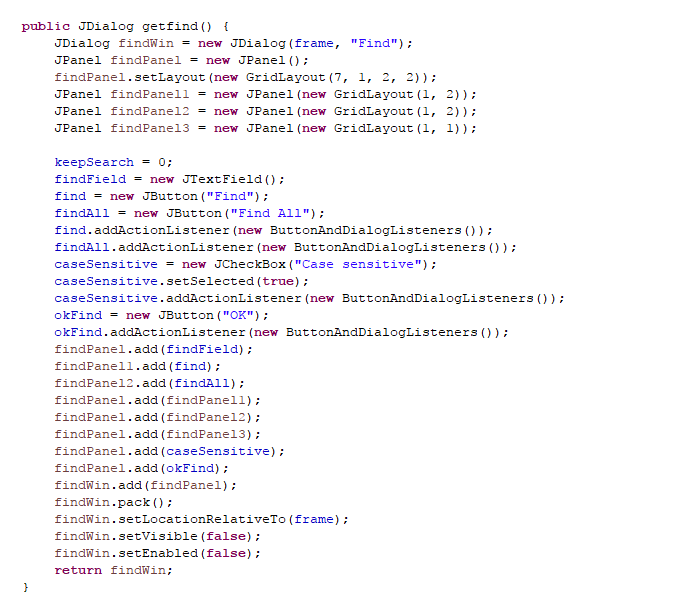 public JDialog getfind() {
    JDialog findWin = new JDialog(frame, "Find");
    JPanel findPanel = new JPanel();
    findPanel.setLayout(new GridLayout(7, 1, 2, 2));
    JPanel findPanel1 = new JPanel(new GridLayout(1, 2));
    JPanel findPanel2 = new JPanel(new GridLayout(1, 2));
    JPanel findPanel3 = new JPanel(new GridLayout(1, 1));

    keepSearch = 0;
    findField = new JTextField();
    find = new JButton("Find");
    findAll = new JButton("Find All");
    find.addActionListener(new ButtonAndDialogListeners());
    findAll.addActionListener(new ButtonAndDialogListeners());
    caseSensitive = new JCheckBox("Case sensitive");
    caseSensitive.setSelected(true);
    caseSensitive.addActionListener(new ButtonAndDialogListeners());
    okFind = new JButton("OK");
    okFind.addActionListener(new ButtonAndDialogListeners());
    findPanel.add(findField);
    findPanel1.add(find);
    findPanel2.add(findAll);
    findPanel.add(findPanel1);
    findPanel.add(findPanel2);
    findPanel.add(findPanel3);
    findPanel.add(caseSensitive);
    findPanel.add(okFind);
    findWin.add(findPanel);
    findWin.pack();
    findWin.setLocationRelativeTo(frame);
    findWin.setVisible(false);
    findWin.setEnabled(false);
    return findWin;
}